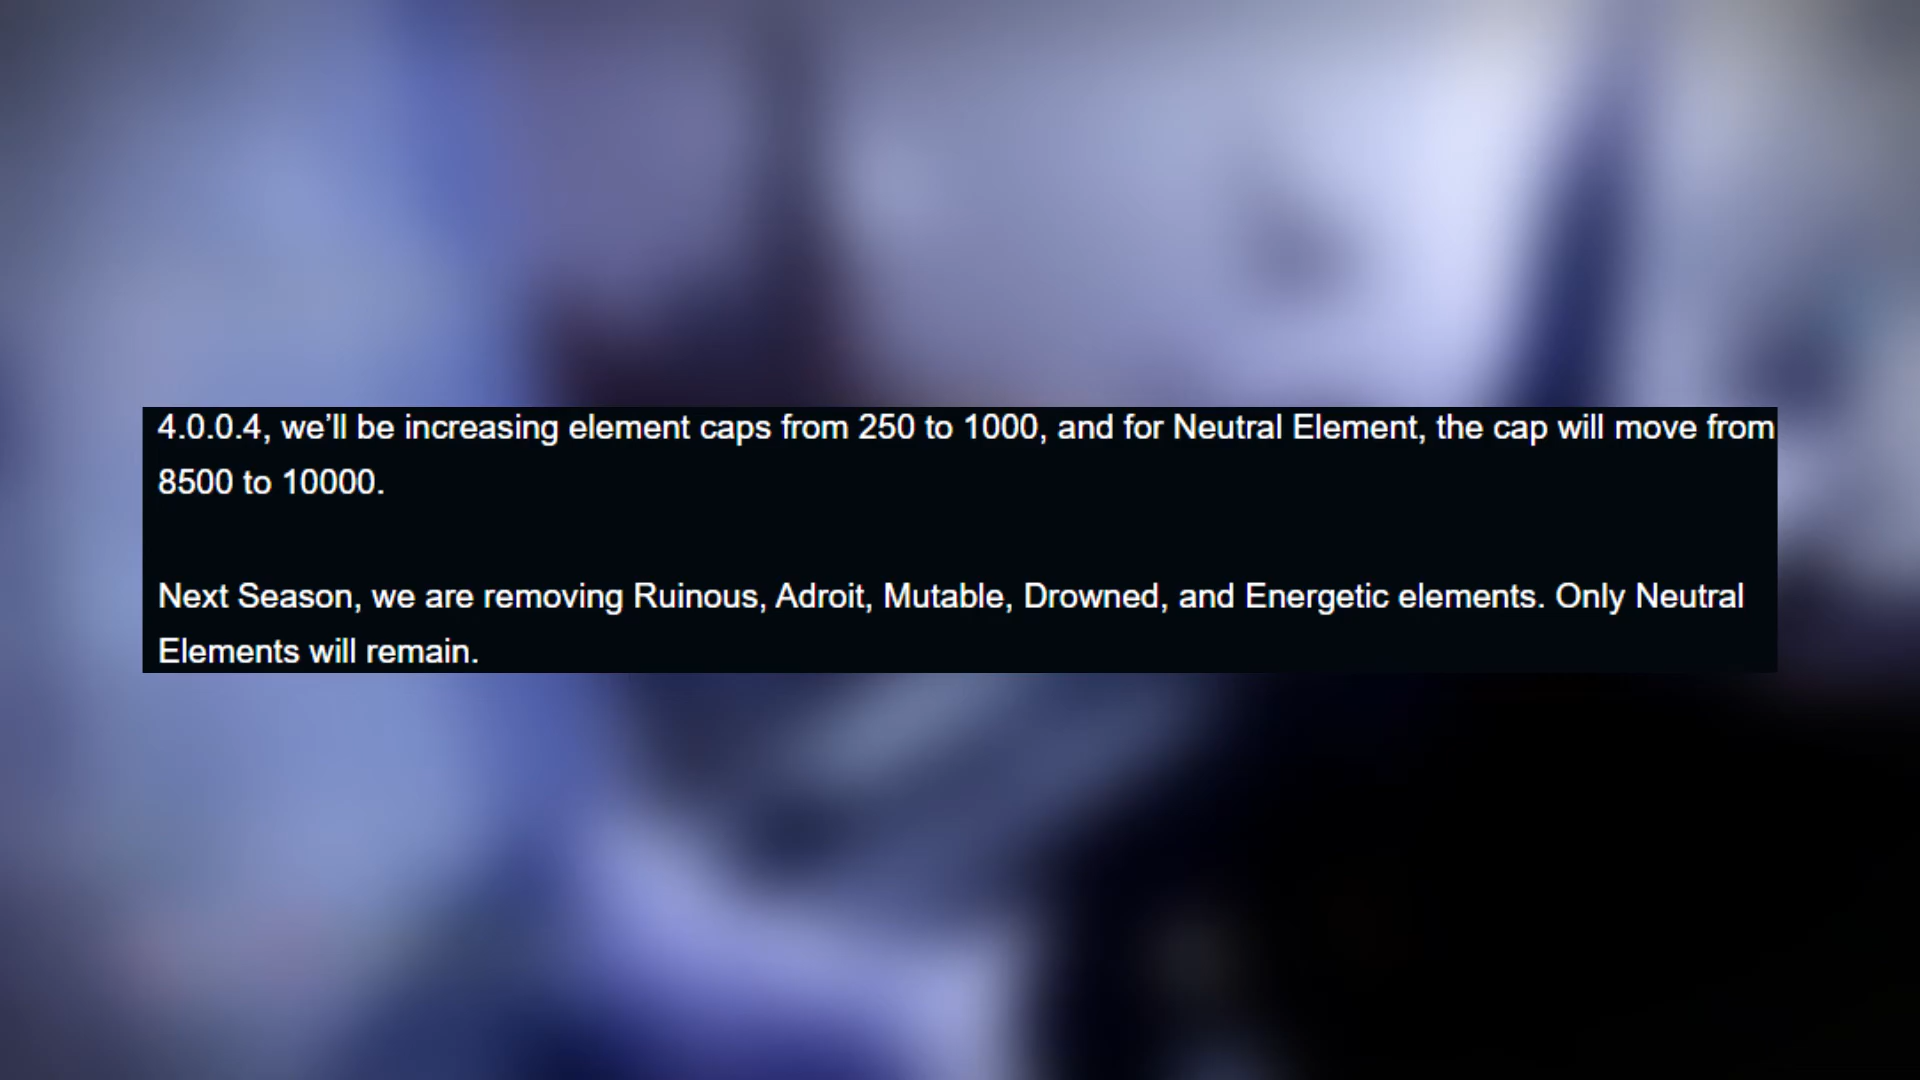 4.0.0.4, we’ll be increasing element caps from 250 to 1000, and for Neutral Element, the cap will move from
8500 to 10000.
Next Season, we are removing Ruinous, Adroit, Mutable, Drowned, and Energetic elements. Only Neutral
Elements will remain.